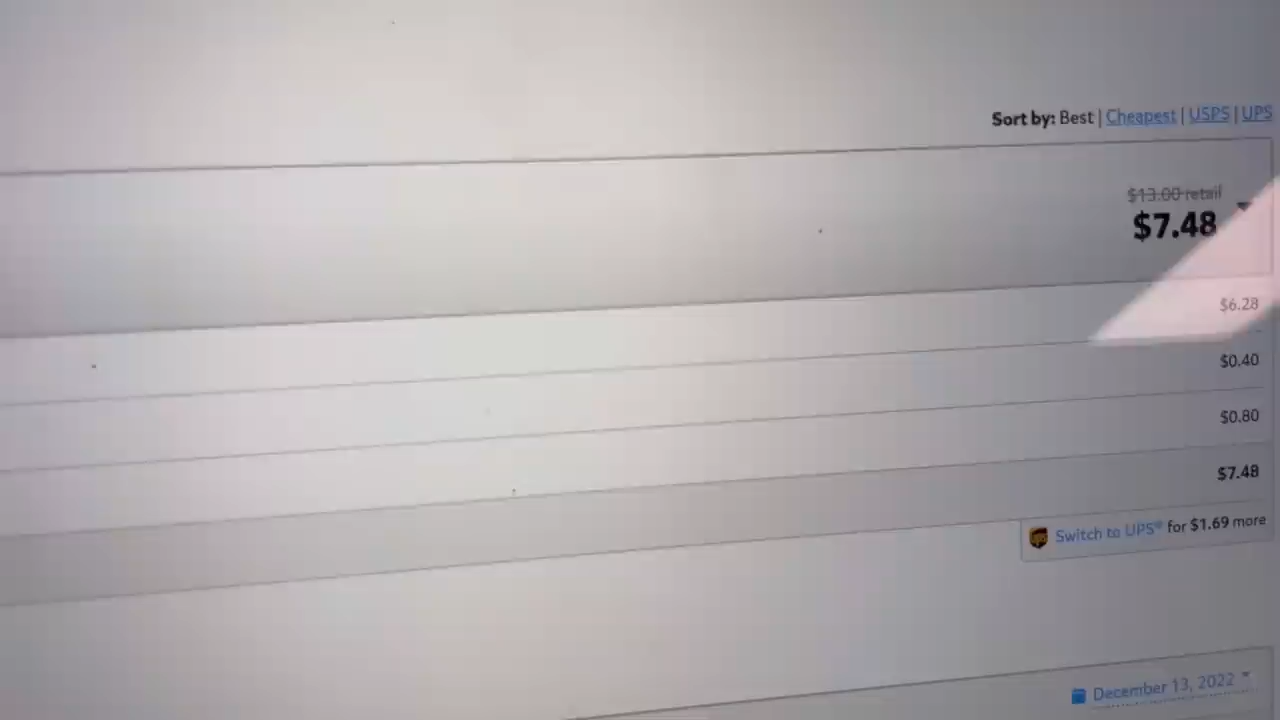 Sort by: Best | Cheapest | USPS | UPS
$13.00 retail
$7.48
$6.28
$0.40
$0.80
$7.48
ups Switch to UPS® for $1.69 more
December 13, 2022